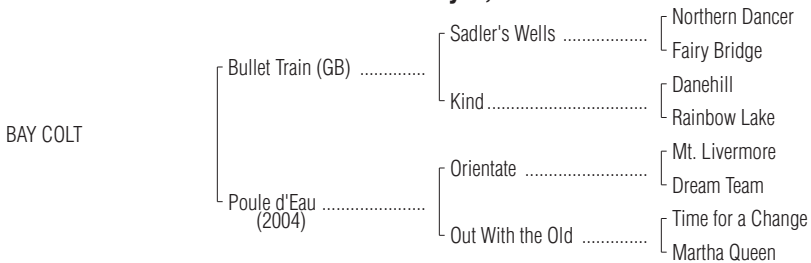 Northern Dancer
Sadler's Wells ..................
Fairy Bridge
Bullet Train (GB) ..............
Danehill
Kind..................................
Rainbow Lake
BAY COLT
Mt. Livermore
Orientate ..........................
Dream Team
Poule d'Eau ......................
(2004)
Time for a Change
Out With the Old ..............
Martha Queen